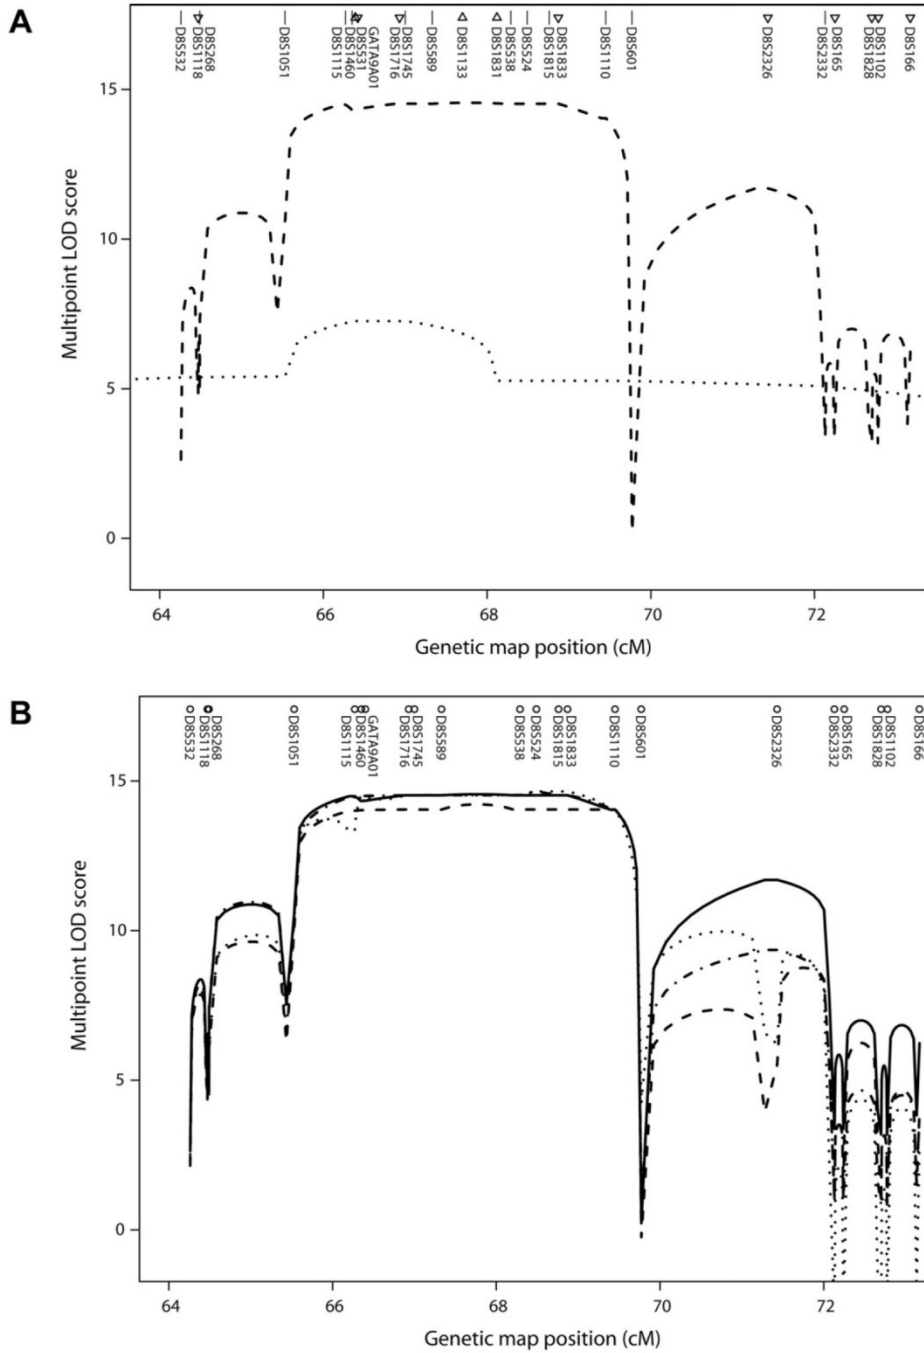 A
D8S532
D8S1118
D8S268
D8S1051
D8S1115
D8S1460
D8S531
GATA9A01
D8S1716
D8S1745
D8S589
D8S1133
D8S1831
D8S538
D8S524
D8S1815
D8S1833
D8S1110
D8S601
D8S2326
D8S2332
D8S165
D8S1828
D8S1102
D8S166
15
10
5
0
Multipoint LOD score
64 66 68 70 72
Genetic map position (cM)
B
D8S532
D8S1118
D8S268
D8S1051
D8S1115
D8S1460
GATA9A01
D8S1716
D8S1745
D8S589
D8S538
D8S524
D8S1815
D8S1833
D8S1110
D8S601
D8S2326
D8S2332
D8S165
D8S1828
D8S1102
D8S166
15
10
5
0
Multipoint LOD score
64 66 68 70 72
Genetic map position (cM)